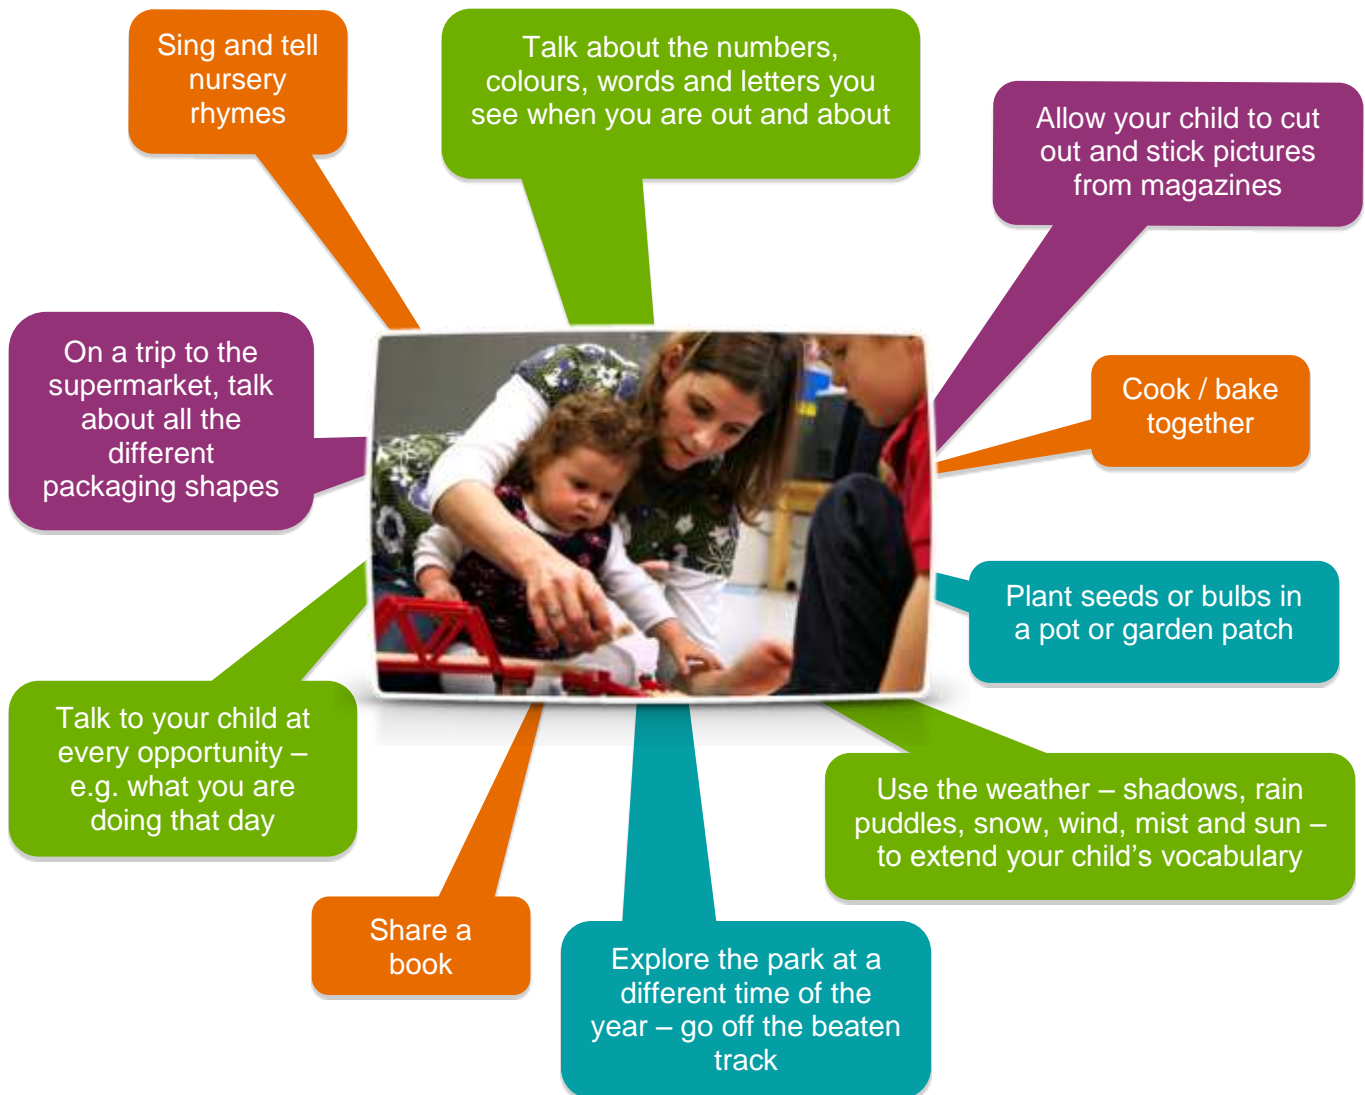 Sing and tell
nursery
rhymes
Talk about the numbers,
colours, words and letters you
see when you are out and about
Allow your child to cut
out and stick pictures
from magazines
On a trip to the
supermarket, talk
about all the
different
packaging shapes
Cook / bake
together
Plant seeds or bulbs in
a pot or garden patch
Talk to your child at
every opportunity –
e.g. what you are
doing that day
Use the weather – shadows, rain
puddles, snow, wind, mist and sun –
to extend your child’s vocabulary
Share a
book
Explore the park at a
different time of the
year – go off the beaten
track